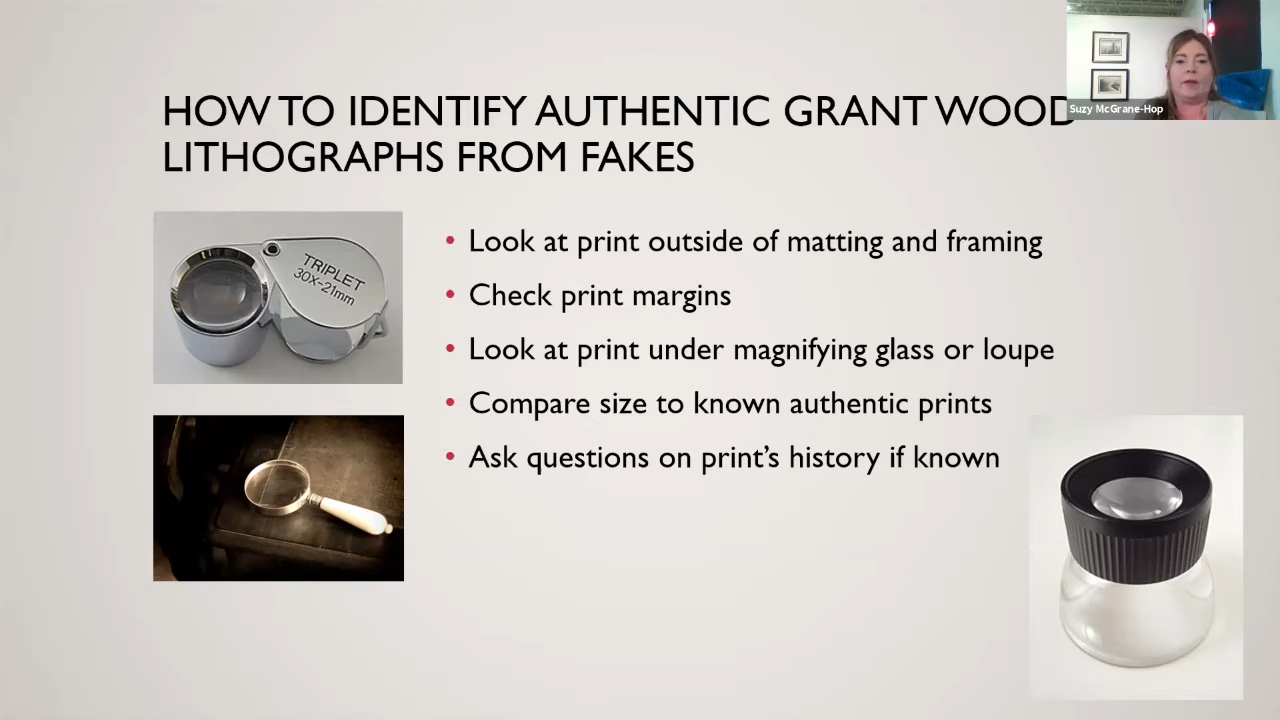 HOW TO IDENTIFY AUTHENTIC GRANT WOOD
LITHOGRAPHS FROM FAKES
Suzy McGrane-Hop
TRIPLET
30X-21mm
• Look at print outside of matting and framing
• Check print margins
• Look at print under magnifying glass or loupe
• Compare size to known authentic prints
• Ask questions on print's history if known